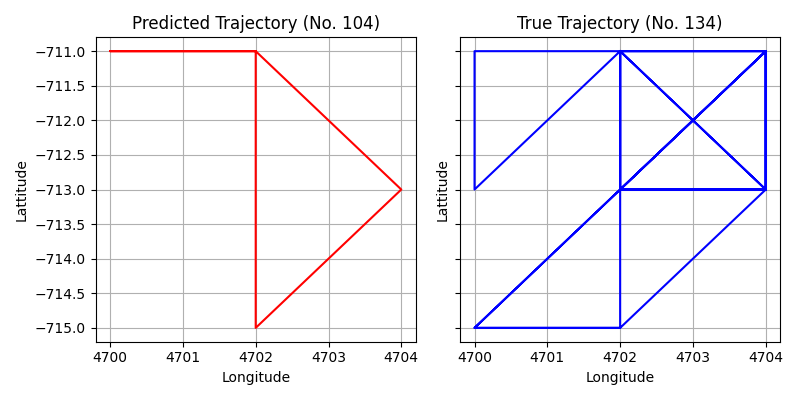 Predicted Trajectory (No. 104)
True Trajectory (No. 134)
−711.0
−711.5
−712.0
−712.5
−713.0
−713.5
−714.0
−714.5
−715.0
Lattitude
Lattitude
4700 4701 4702 4703 4704
4700 4701 4702 4703 4704
Longitude
Longitude